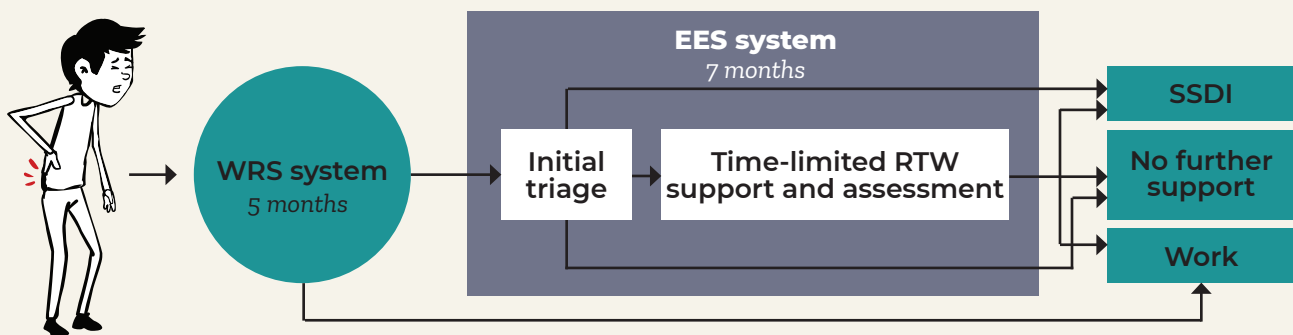 WRS system
5 months
EES system
7 months
Initial
triage
Time-limited RTW
support and assessment
SSDI
No further
support
Work